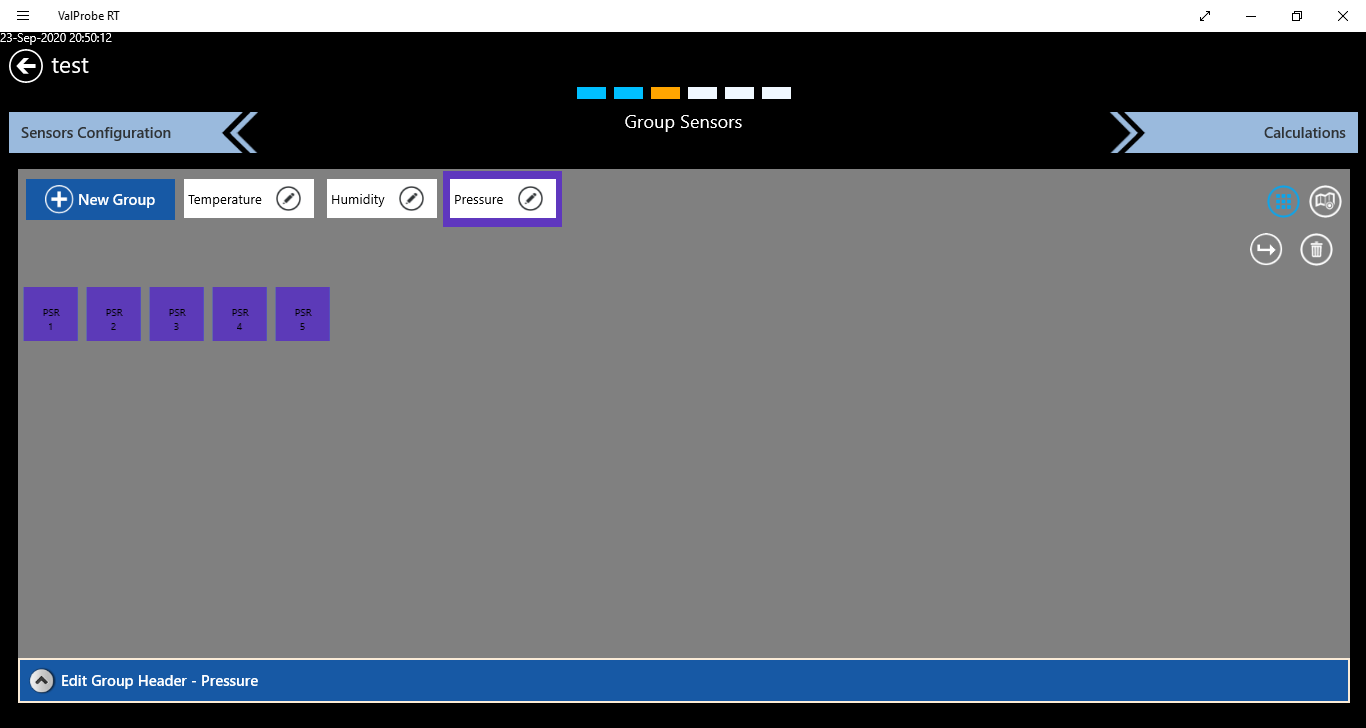 ValProbe RT
23-Sep-2020 20:50:12
test
Sensors Configuration
Group Sensors
Calculations
New Group
Temperature
Humidity
Pressure
PSR
1
PSR
2
PSR
3
PSR
4
PSR
5
Edit Group Header - Pressure